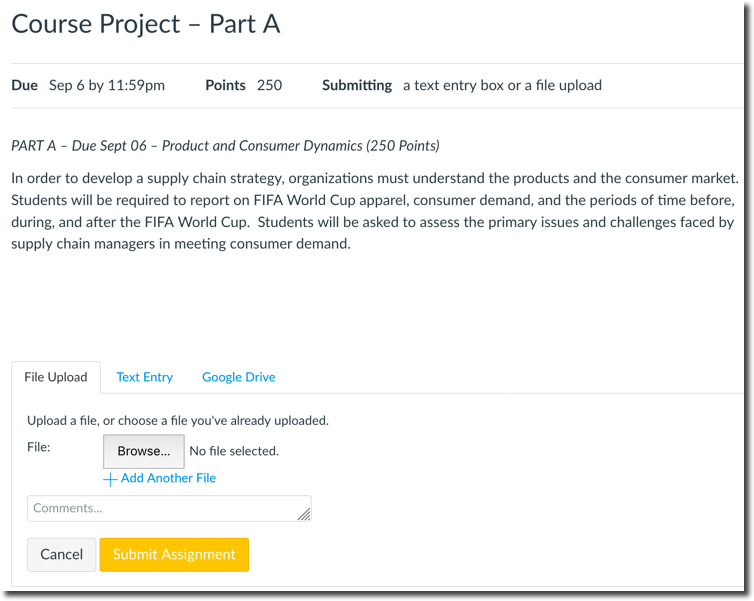 Course Project – Part A
Due Sep 6 by 11:59pm Points 250 Submitting a text entry box or a file upload
PART A – Due Sept 06 – Product and Consumer Dynamics (250 Points)
In order to develop a supply chain strategy, organizations must understand the products and the consumer market.
Students will be required to report on FIFA World Cup apparel, consumer demand, and the periods of time before,
during, and after the FIFA World Cup.  Students will be asked to assess the primary issues and challenges faced by
supply chain managers in meeting consumer demand.
File Upload Text Entry Google Drive
Upload a file, or choose a file you've already uploaded.
File: Browse... No file selected.
Add Another File
Comments...
Cancel Submit Assignment